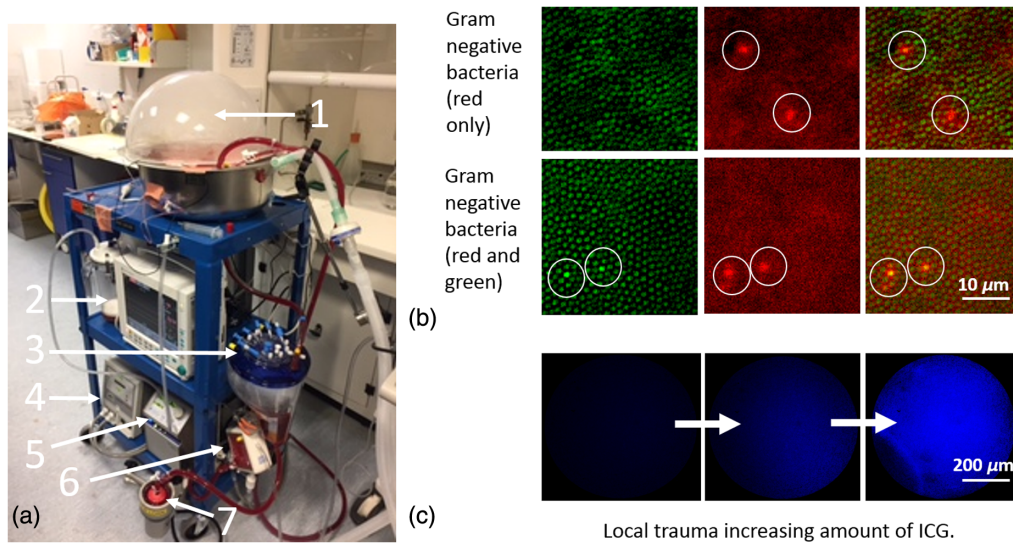 1
2
3
4
5
6
7
(a)
Gram
negative
bacteria
(red
only)
Gram
negative
bacteria
(red and
green)
10 µm
(b)
200 µm
(c)
Local trauma increasing amount of ICG.